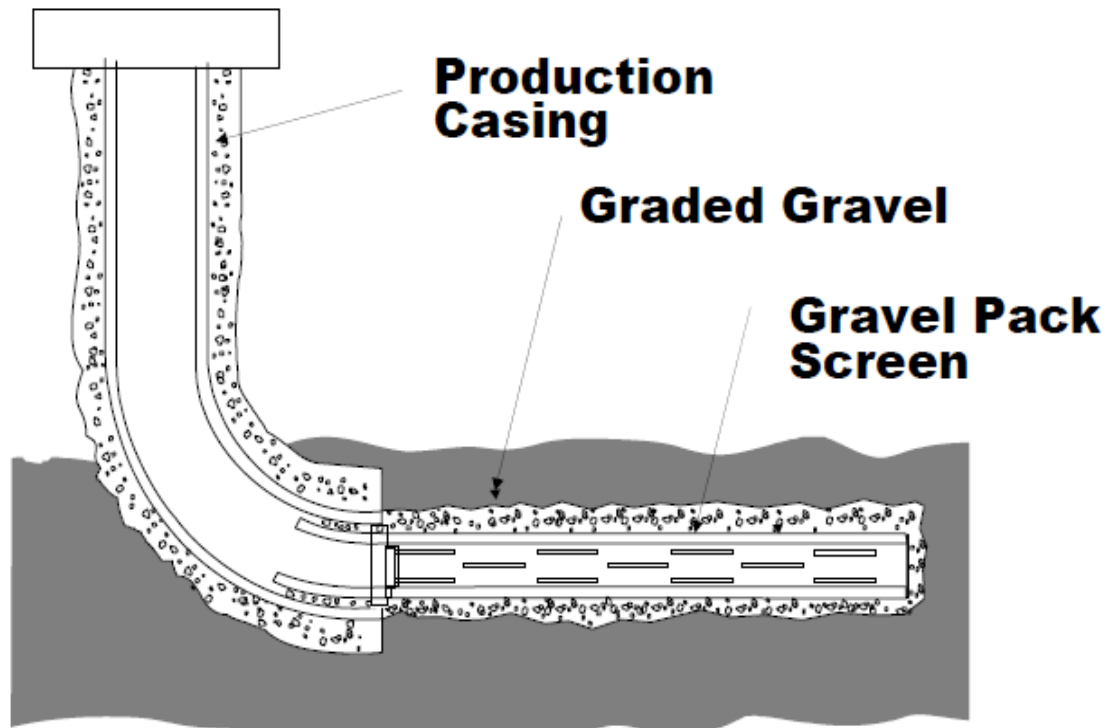 Production
Casing
Graded Gravel
Gravel Pack
Screen